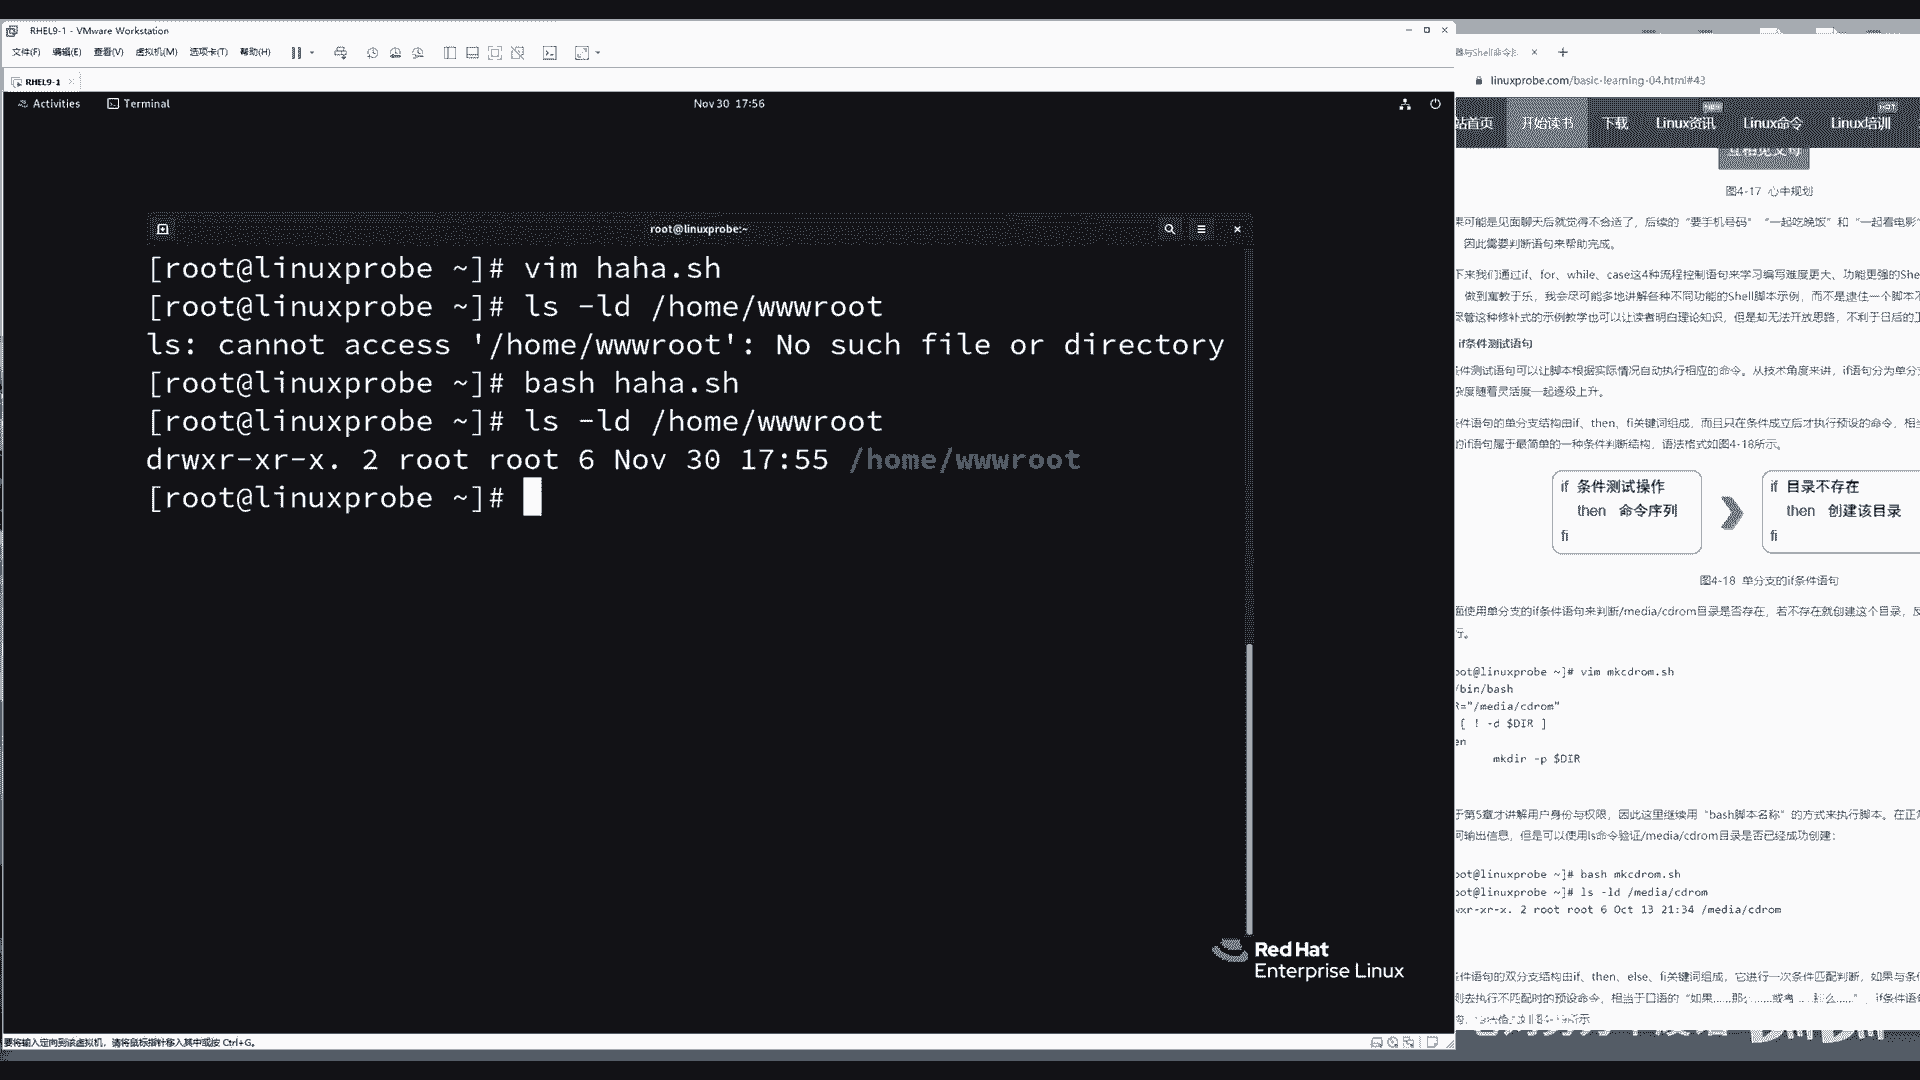 RHEL9-1 - VMware Workstation
文件(F) 编辑(E) 查看(V) 虚拟机(M) 选项卡(T) 帮助(H)
RHEL9-1
Activities Terminal Nov 30 17:56
root@linuxprobe:~
[root@linuxprobe ~]# vim haha.sh
[root@linuxprobe ~]# ls -ld /home/wwwroot
ls: cannot access '/home/wwwroot': No such file or directory
[root@linuxprobe ~]# bash haha.sh
[root@linuxprobe ~]# ls -ld /home/wwwroot
drwxr-xr-x. 2 root root 6 Nov 30 17:55 /home/wwwroot
[root@linuxprobe ~]#
Red Hat
Enterprise Linux
要将输入定向到该虚拟机，请将鼠标指针移入其中或按 Ctrl+G。
器与Shell命令
linuxprobe.com/basic-learning-04.html#43
站首页 开始读书 下载 Linux资讯 Linux命令 Linux培训
图4-17 心中规划
果可能是见面聊天后就觉得不合适了，后续的“要手机号码” “一起吃晚饭” 和 “一起看电影”
因此需要判断语句来帮助完成。
下来我们通过if、for、while、case这4种流程控制语句来学习编写难度更大、功能更强的She
做到寓教于乐，我会尽可能多地讲解各种不同功能的Shell脚本示例，而不是逮住一个脚本不
尽管这种修补式的示例教学也可以让读者明白理论知识，但是却无法开放思路，不利于日后的工
if条件测试语句
条件测试语句可以让脚本根据实际情况自动执行相应的命令。从技术角度来讲，if语句分为单分支
杂度随着灵活度一起逐级上升。
条件语句的单分支结构由if、then、fi关键词组成，而且只在条件成立后才执行预设的命令，相当
的if语句属于最简单的一种条件判断结构，语法格式如图4-18所示。
if 条件测试操作
then 命令序列
fi
if 目录不存在
then 创建该目录
fi
图4-18 单分支的if条件语句
面使用单分支的if条件语句来判断/media/cdrom目录是否存在，若不存在就创建这个目录，反
行。
oot@linuxprobe ~]# vim mkcdrom.sh
/bin/bash
R="/media/cdrom"
[ ! -d $DIR ]
en
mkdir -p $DIR
于第5章才讲解用户身份与权限，因此这里继续用“bash脚本名称”的方式来执行脚本。在正常
何输出信息，但是可以使用ls命令验证/media/cdrom目录是否已经成功创建：
oot@linuxprobe ~]# bash mkcdrom.sh
oot@linuxprobe ~]# ls -ld /media/cdrom
wxr-xr-x. 2 root root 6 Oct 13 21:34 /media/cdrom
条件语句的双分支结构由if、then、else、fi关键词组成，它进行一次条件匹配判断，如果与条件
则去执行不匹配时的预设命令，相当于口语的“如果……那么……或者……那么……”，if条件语句